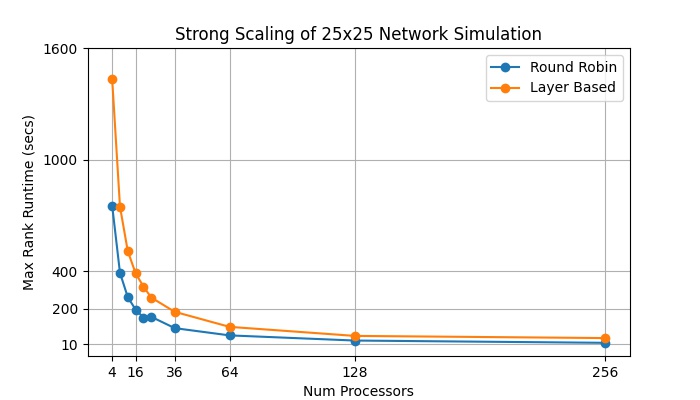 Strong Scaling of 25x25 Network Simulation
Round Robin
Layer Based
Max Rank Runtime (secs)
1600
1000
400
200
10
4 16 36 64 128 256
Num Processors